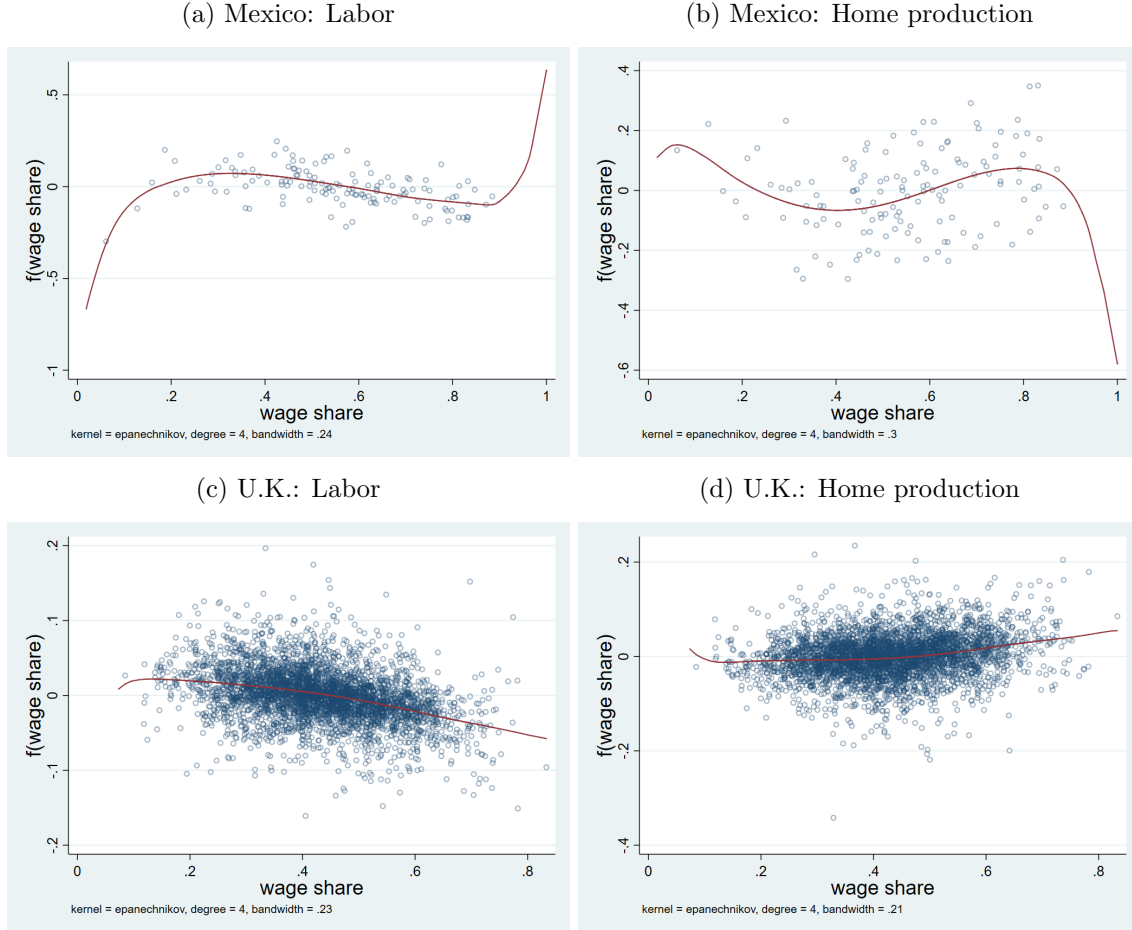 (a) Mexico: Labor
f(wage share)
.5
0
-.5
-1
0 .2 .4 .6 .8 1
wage share
kernel = epanechnikov, degree = 4, bandwidth = .24
(b) Mexico: Home production
f(wage share)
.4
.2
0
-.2
-.4
-.6
0 .2 .4 .6 .8 1
wage share
kernel = epanechnikov, degree = 4, bandwidth = .3
(c) U.K.: Labor
f(wage share)
.2
.1
0
-.1
-.2
0 .2 .4 .6 .8
wage share
kernel = epanechnikov, degree = 4, bandwidth = .23
(d) U.K.: Home production
f(wage share)
.2
0
-.2
-.4
0 .2 .4 .6 .8
wage share
kernel = epanechnikov, degree = 4, bandwidth = .21